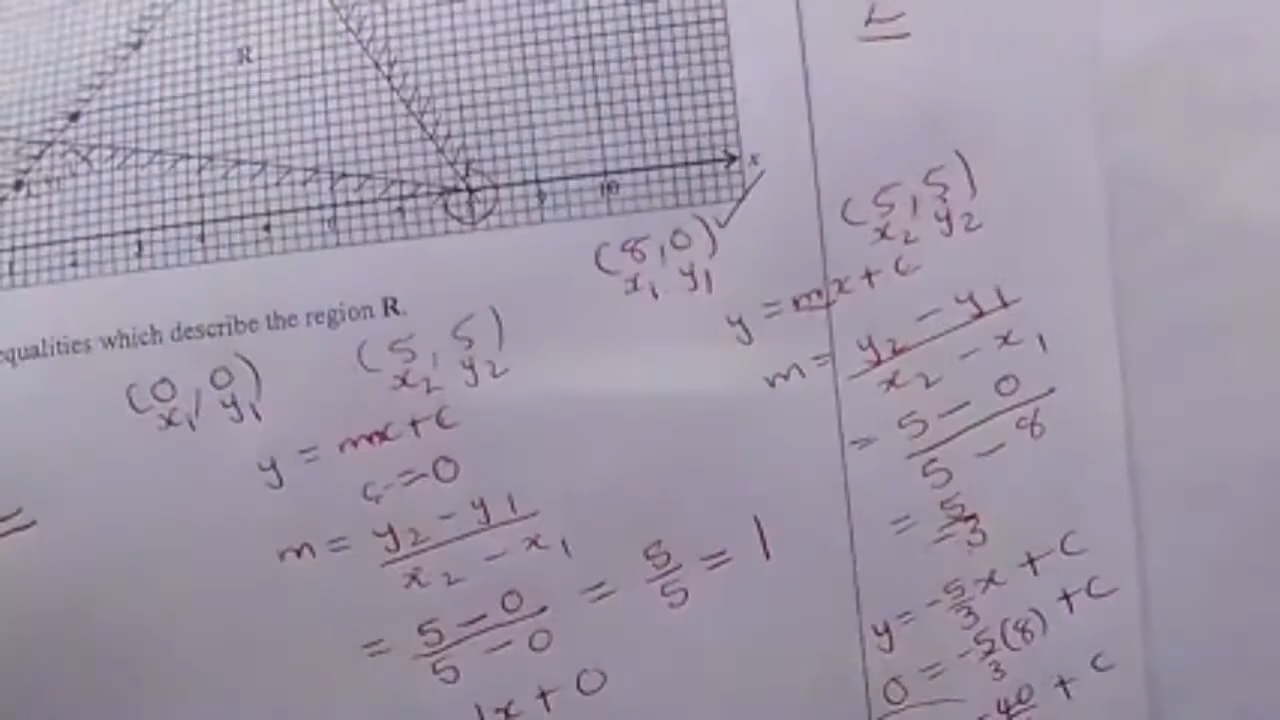 R
x
10
equalities which describe the region R.
(0, 0)
x₁, y₁
(5, 5)
x₂ y₂
y = mx + c
c = 0
m = y₂ - y₁ / x₂ - x₁
= 5 - 0 / 5 - 0 = 5/5 = 1
1x + 0
(8, 0) ✓
x₁ y₁
(5, 5)
x₂ y₂
y = mx + c
m = y₂ - y₁ / x₂ - x₁
= 5 - 0 / 5 - 8
= 5/-3
y = -5/3 x + c
0 = -5/3 (8) + c
-40 + c